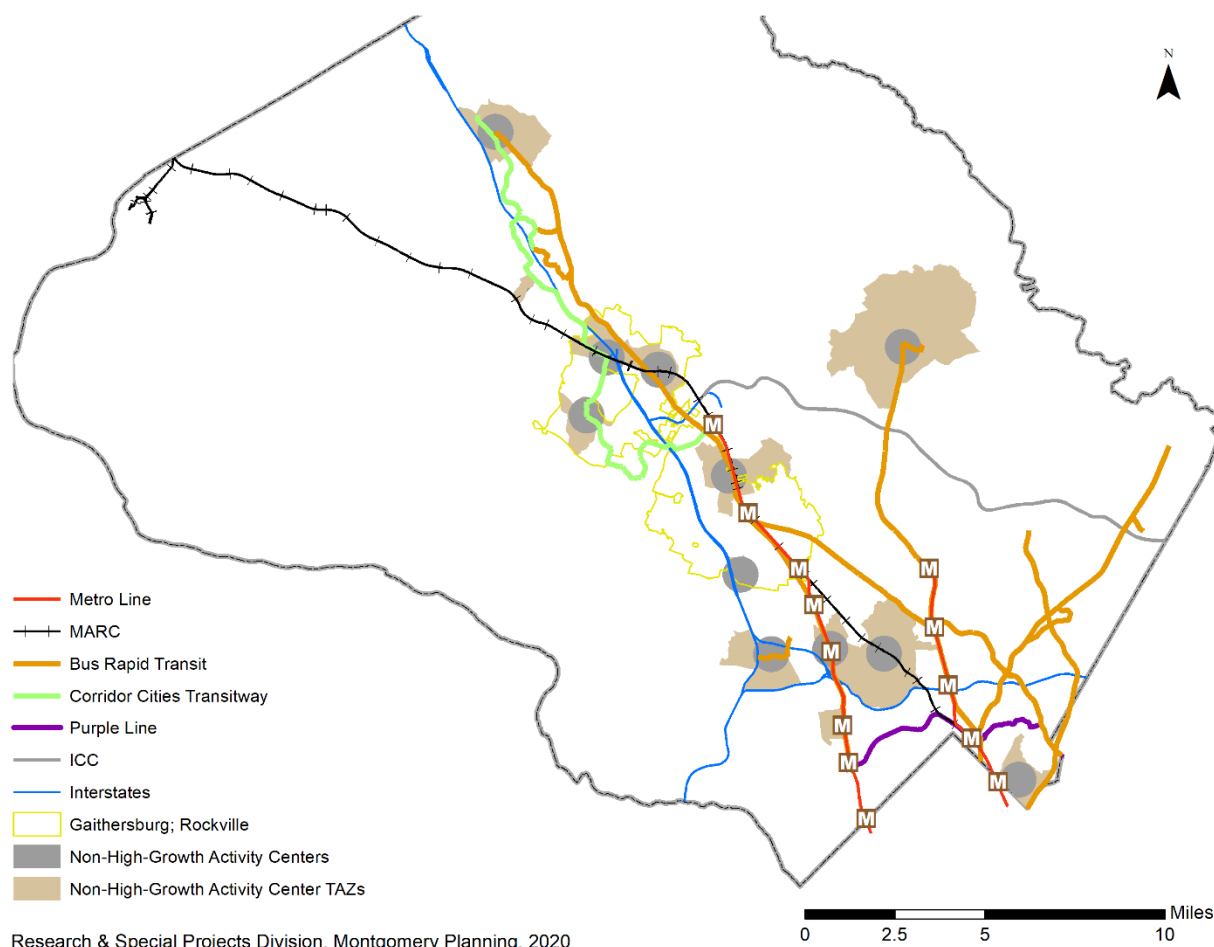 N
M
M
M
M
M
M
M
M
M
M
M
M
M
Metro Line
MARC
Bus Rapid Transit
Corridor Cities Transitway
Purple Line
ICC
Interstates
Gaithersburg; Rockville
Non-High-Growth Activity Centers
Non-High-Growth Activity Center TAZs
Miles
0 2.5 5 10
Research & Special Projects Division, Montgomery Planning, 2020